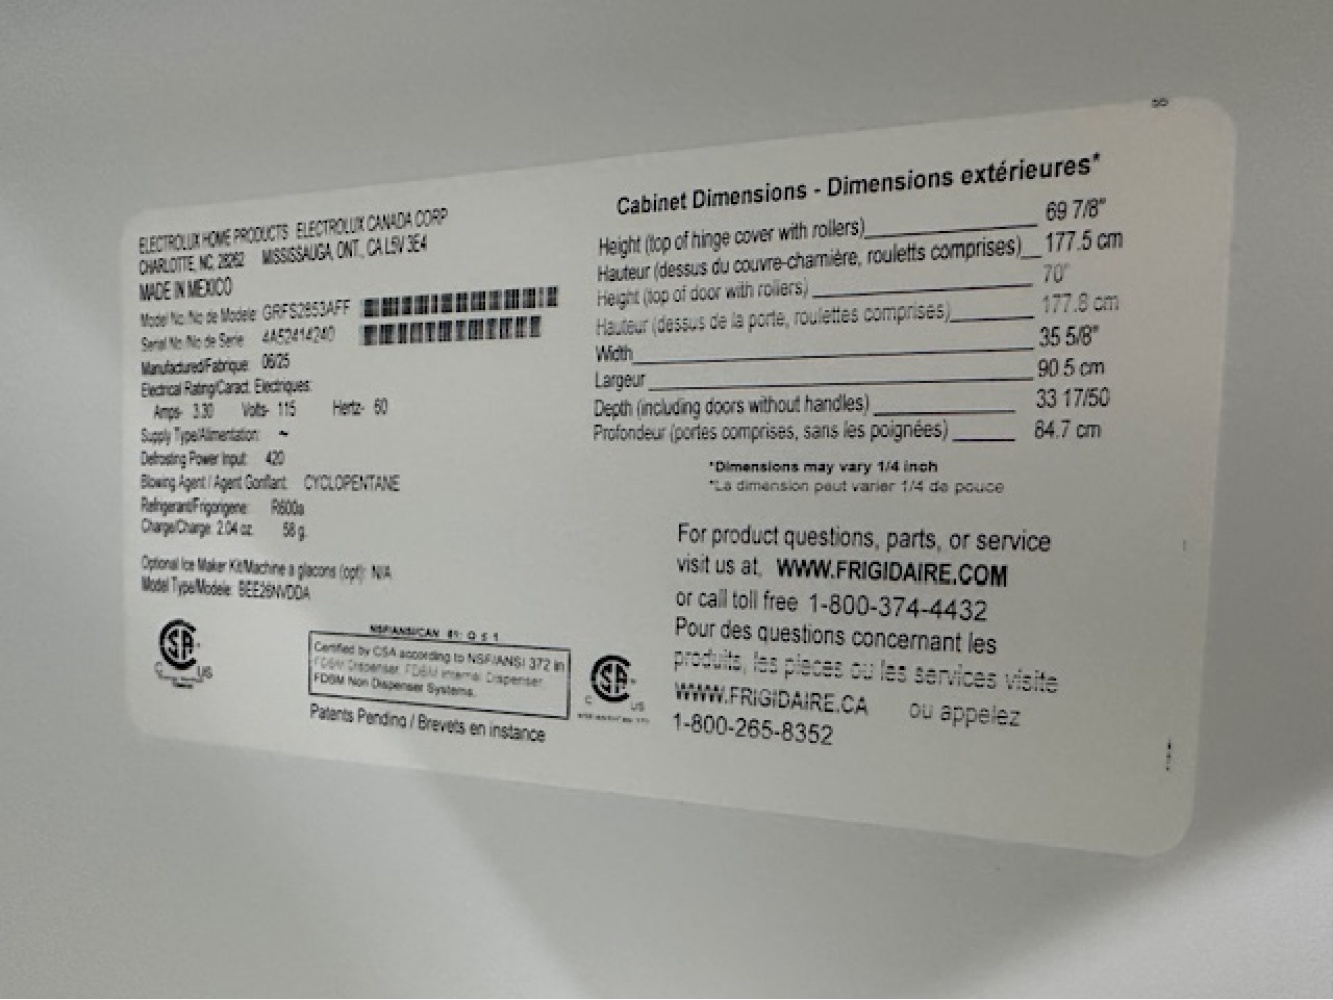 ELECTROLUX HOME PRODUCTS ELECTROLUX CANADA CORP
CHARLOTTE, NC, 28262 MISSISSAUGA, ONT., CA L5V 3E4
MADE IN MEXICO
Model No./No de Modele GRFS2853AFF
Serial No./No de Serie 4A52414240
Manufactured/Fabrique: 06/25
Electrical Rating/Caract. Electriques:
Amps- 3.30 Volts- 115 Hertz- 60
Supply Type/Alimentation: ~
Defrosting Power Input: 420
Blowing Agent / Agent Gonflant: CYCLOPENTANE
Refrigerant/Frigorigene: R600a
Charge/Charge: 2.04 oz. 58 g.
Optional Ice Maker Kit/Machine a glacons (opt): N/A
Model Type/Modele: BEE26NVDDA
NSF/ANSI/CAN 61: Q ≤ 1
Certified by CSA according to NSF/ANSI 372 in
FDBM Dispenser, FDBM Internal Dispenser,
FDBM Non Dispenser Systems.
Patents Pending / Brevets en instance
Cabinet Dimensions - Dimensions extérieures*
Height (top of hinge cover with rollers) 69 7/8"
Hauteur (dessus du couvre-charnière, rouletts comprises) 177.5 cm
Height (top of door with rollers) 70"
Hauteur (dessus de la porte, roulettes comprises) 177.8 cm
Width 35 5/8"
Largeur 90.5 cm
Depth (including doors without handles) 33 17/50
Profondeur (portes comprises, sans les poignées) 84.7 cm
*Dimensions may vary 1/4 inch
*La dimension peut varier 1/4 de pouce
For product questions, parts, or service
visit us at, WWW.FRIGIDAIRE.COM
or call toll free 1-800-374-4432
Pour des questions concernant les
produits, les pieces ou les services visite
WWW.FRIGIDAIRE.CA ou appelez
1-800-265-8352